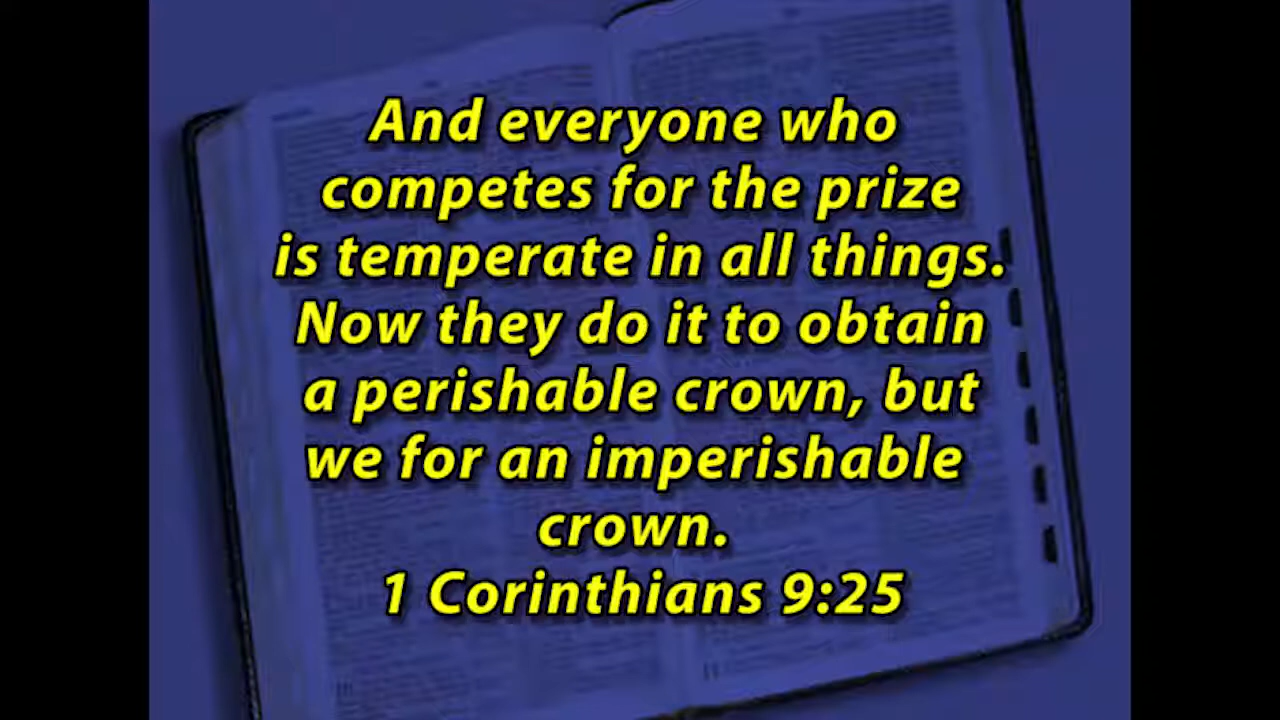 And everyone who
competes for the prize
is temperate in all things.
Now they do it to obtain
a perishable crown, but
we for an imperishable
crown.
1 Corinthians 9:25